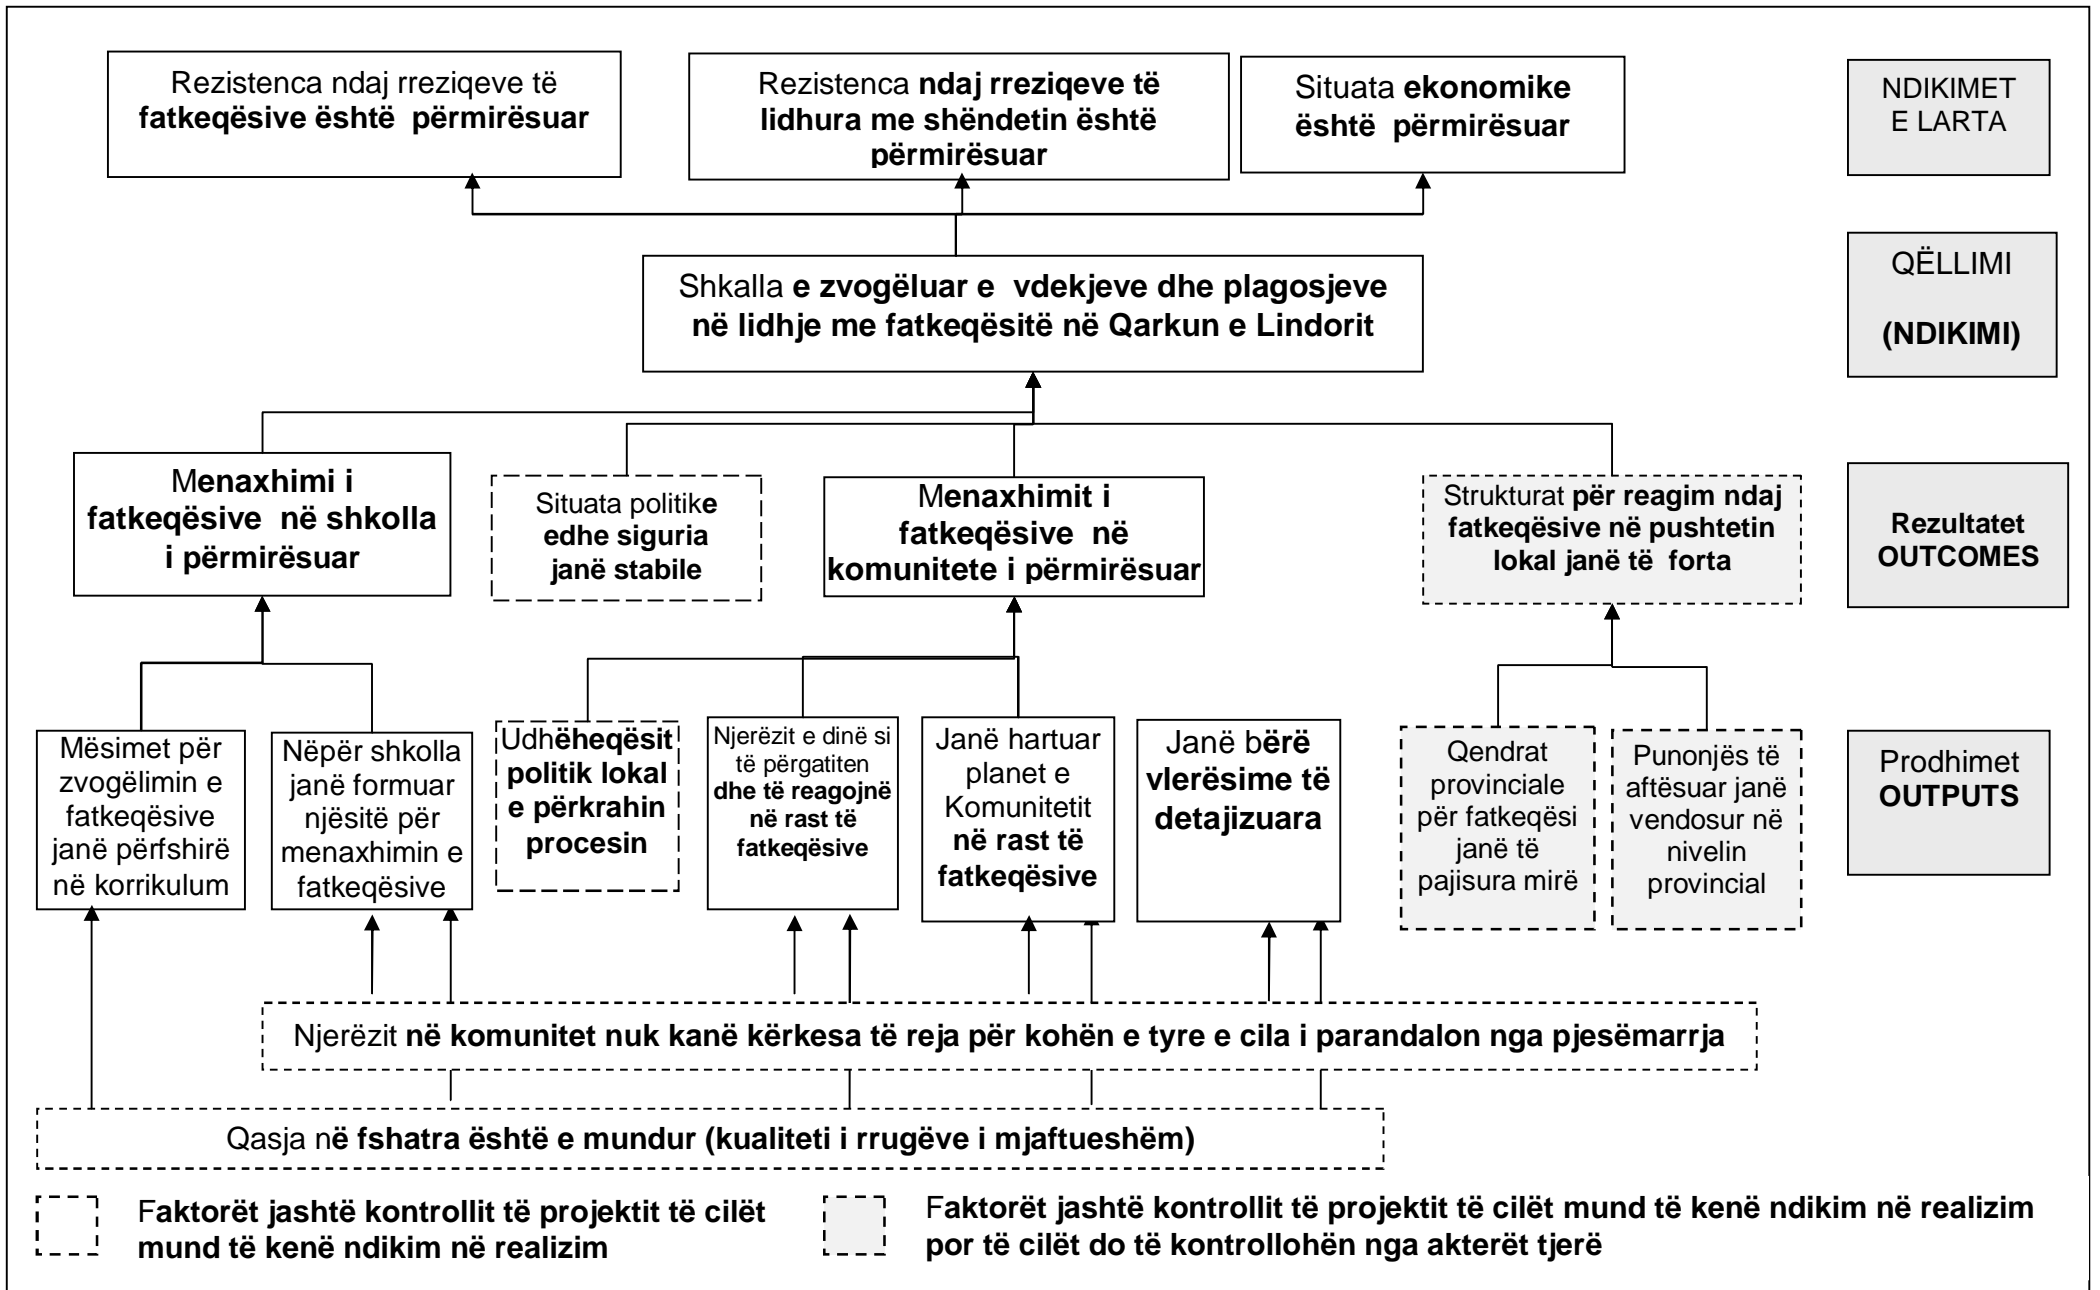 Rezistenca ndaj rreziqeve të
fatkeqësive është përmirësuar
Rezistenca ndaj rreziqeve të
lidhura me shëndetin është
përmirësuar
Situata ekonomike
është përmirësuar
NDIKIMET
E LARTA
Shkalla e zvogëluar e vdekjeve dhe plagosjeve
në lidhje me fatkeqësitë në Qarkun e Lindorit
QËLLIMI
(NDIKIMI)
Menaxhimi i
fatkeqësive në shkolla
i përmirësuar
Situata politike
edhe siguria
janë stabile
Menaxhimit i
fatkeqësive në
komunitete i përmirësuar
Strukturat për reagim ndaj
fatkeqësive në pushtetin
lokal janë të forta
Rezultatet
OUTCOMES
Mësimet për
zvogëlimin e
fatkeqësive
janë përfshirë
në korrikulum
Nëpër shkolla
janë formuar
njësitë për
menaxhimin e
fatkeqësive
Udhëheqësit
politik lokal
e përkrahin
procesin
Njerëzit e dinë si
të përgatiten
dhe të reagojnë
në rast të
fatkeqësive
Janë hartuar
planet e
Komunitetit
në rast të
fatkeqësive
Janë bërë
vlerësime të
detajizuara
Qendrat
provinciale
për fatkeqësi
janë të
pajisura mirë
Punonjës të
aftësuar janë
vendosur në
nivelin
provincial
Prodhimet
OUTPUTS
Njerëzit në komunitet nuk kanë kërkesa të reja për kohën e tyre e cila i parandalon nga pjesëmarrja
Qasja në fshatra është e mundur (kualiteti i rrugëve i mjaftueshëm)
Faktorët jashtë kontrollit të projektit të cilët
mund të kenë ndikim në realizim
Faktorët jashtë kontrollit të projektit të cilët mund të kenë ndikim në realizim
por të cilët do të kontrollohën nga akterët tjerë